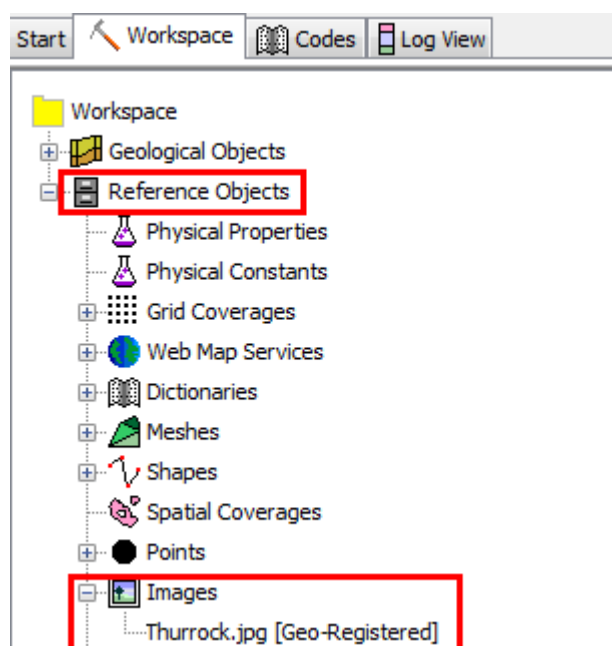 Start Workspace Codes Log View
Workspace
Geological Objects
Reference Objects
Physical Properties
Physical Constants
Grid Coverages
Web Map Services
Dictionaries
Meshes
Shapes
Spatial Coverages
Points
Images
Thurrock.jpg [Geo-Registered]